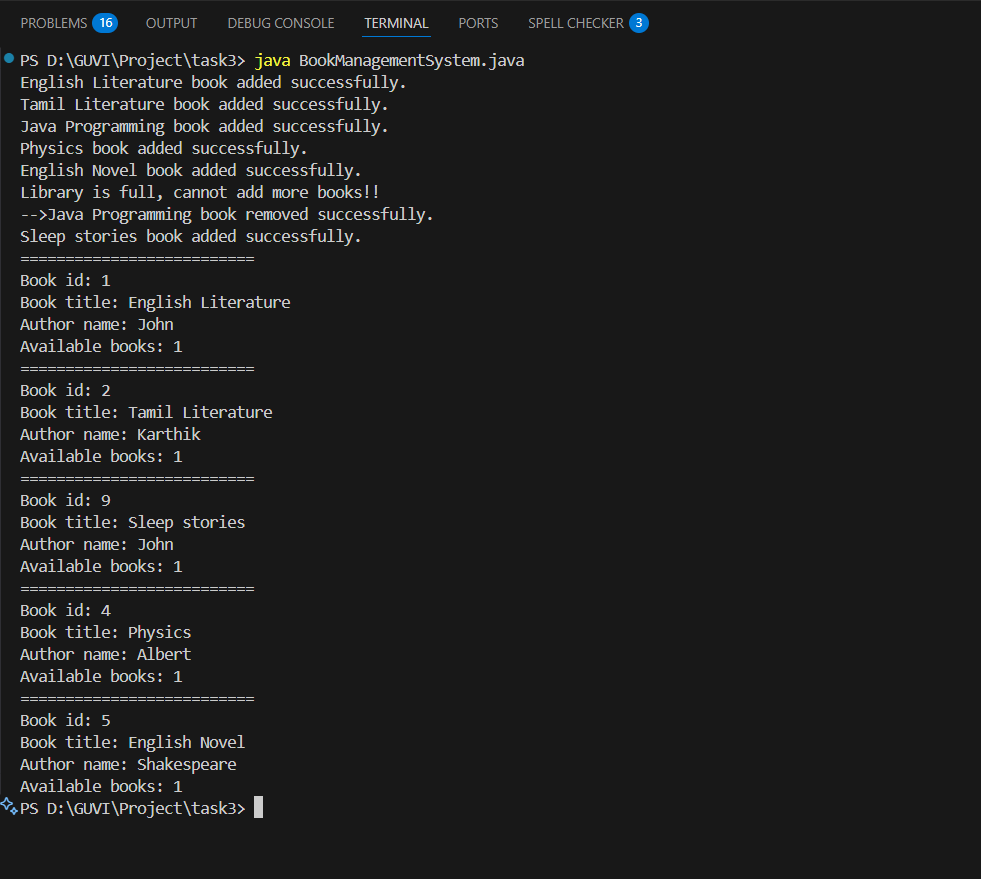 PROBLEMS 16 OUTPUT DEBUG CONSOLE TERMINAL PORTS SPELL CHECKER 3
PS D:\GUVI\Project\task3> java BookManagementSystem.java
English Literature book added successfully.
Tamil Literature book added successfully.
Java Programming book added successfully.
Physics book added successfully.
English Novel book added successfully.
Library is full, cannot add more books!!
-->Java Programming book removed successfully.
Sleep stories book added successfully.
==========================
Book id: 1
Book title: English Literature
Author name: John
Available books: 1
==========================
Book id: 2
Book title: Tamil Literature
Author name: Karthik
Available books: 1
==========================
Book id: 9
Book title: Sleep stories
Author name: John
Available books: 1
==========================
Book id: 4
Book title: Physics
Author name: Albert
Available books: 1
==========================
Book id: 5
Book title: English Novel
Author name: Shakespeare
Available books: 1
PS D:\GUVI\Project\task3>